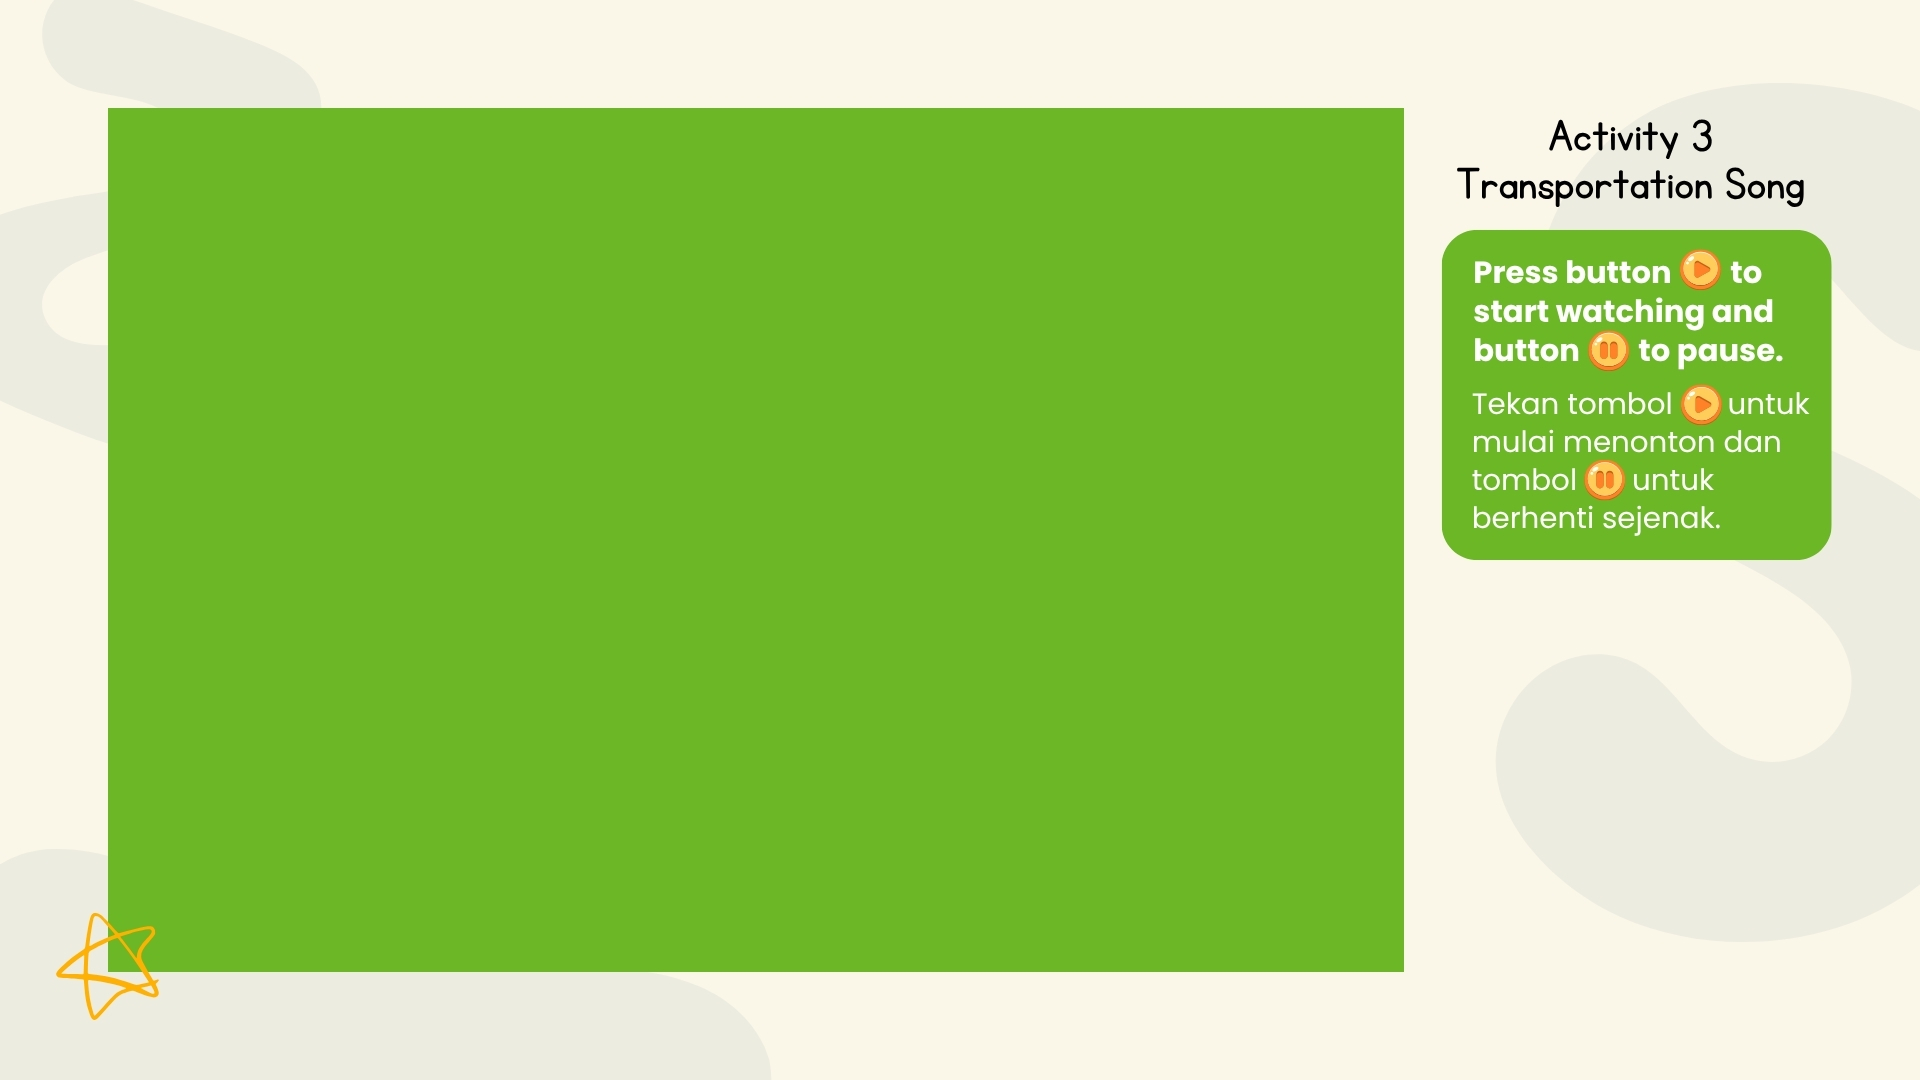 Activity 3
Transportation Song
Press button to
start watching and
button to pause.
Tekan tombol untuk
mulai menonton dan
tombol untuk
berhenti sejenak.